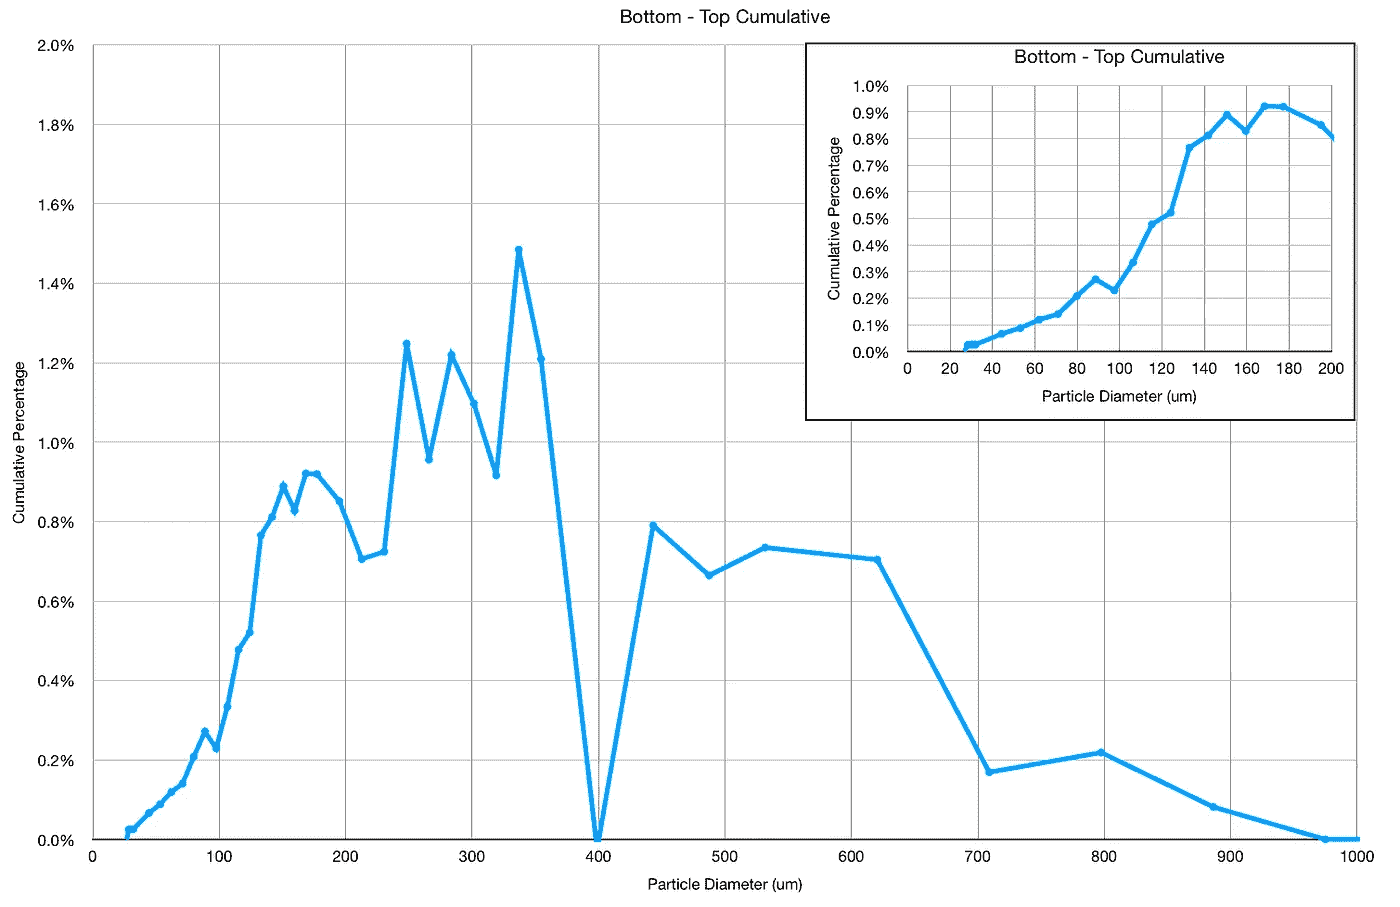 Bottom - Top Cumulative
2.0%
1.8%
1.6%
1.4%
1.2%
1.0%
0.8%
0.6%
0.4%
0.2%
0.0%
Cumulative Percentage
0 100 200 300 400 500 600 700 800 900 1000
Particle Diameter (um)
Bottom - Top Cumulative
1.0%
0.9%
0.8%
0.7%
0.6%
0.5%
0.4%
0.3%
0.2%
0.1%
0.0%
Cumulative Percentage
0 20 40 60 80 100 120 140 160 180 200
Particle Diameter (um)